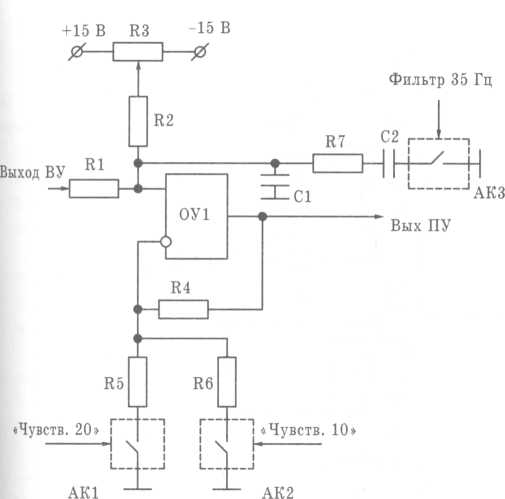 +15 В R3 –15 В
R2
Фильтр 35 Гц
R7 C2
Выход ВУ R1
C1
АК3
ОУ1
Вых ПУ
R4
R5 R6
«Чувств. 20» «Чувств. 10»
АК1 АК2